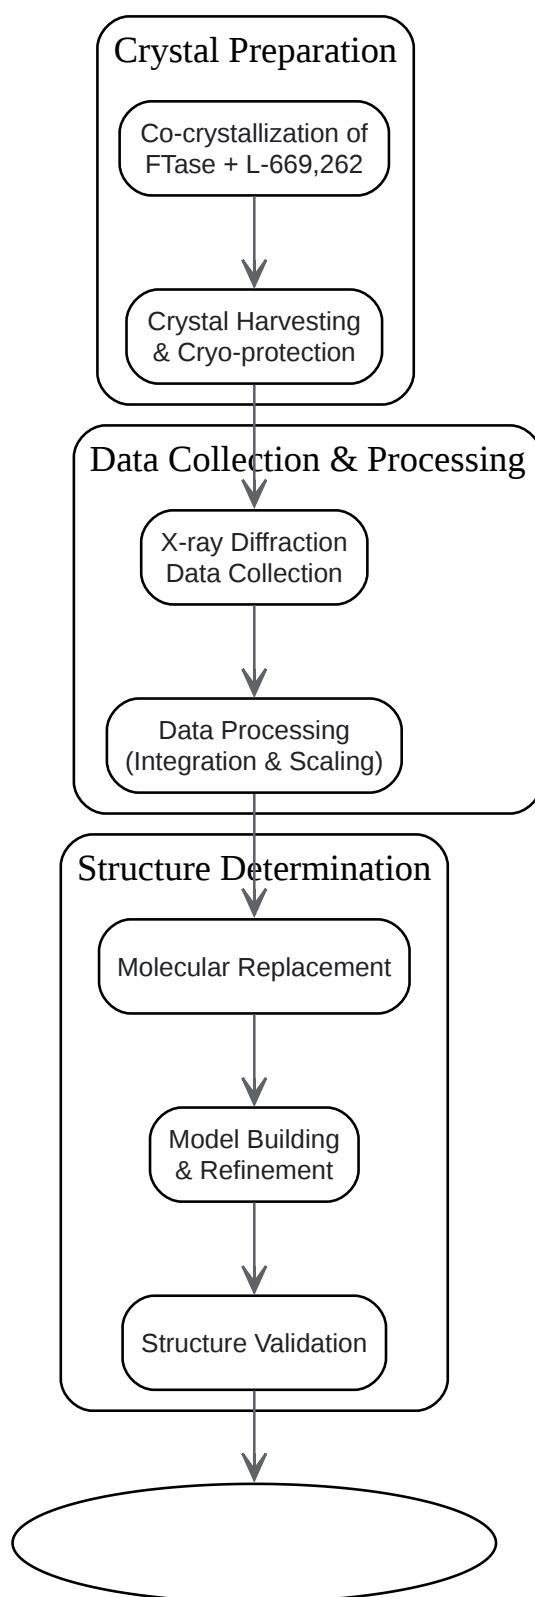 Crystal Preparation
Co-crystallization of
FTase + L-669,262
Crystal Harvesting
& Cryo-protection
Data Collection & Processing
X-ray Diffraction
Data Collection
Data Processing
(Integration & Scaling)
Structure Determination
Molecular Replacement
Model Building
& Refinement
Structure Validation